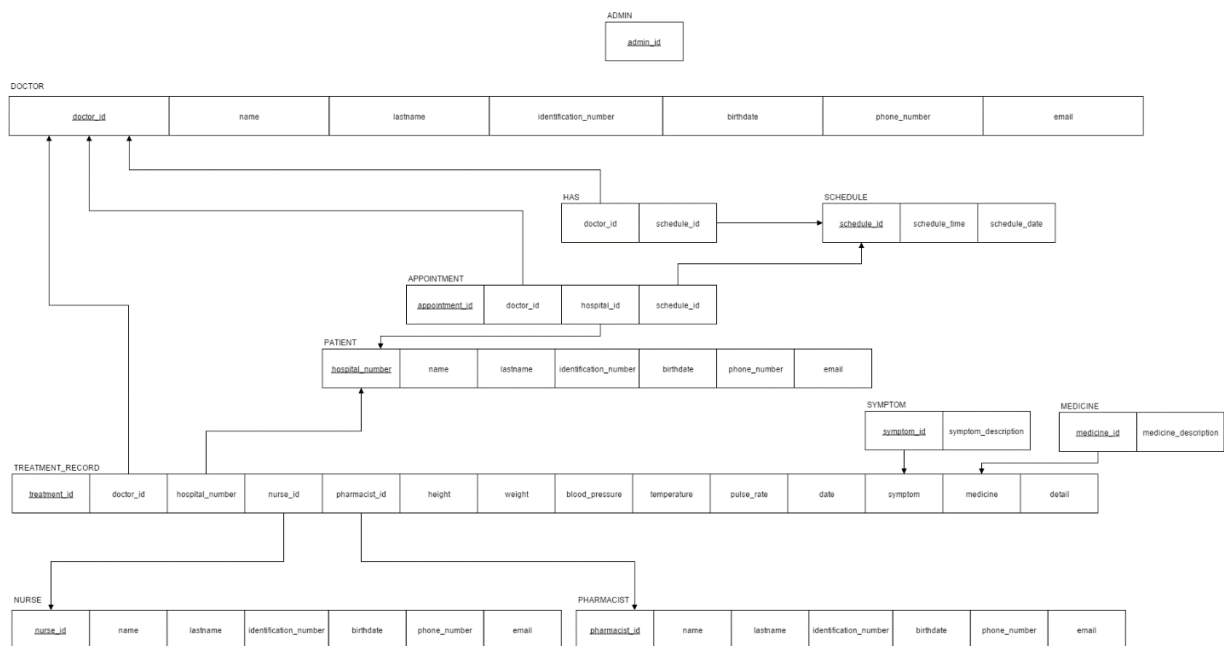 ADMIN
admin_id
DOCTOR
doctor_id name lastname identification_number birthdate phone_number email
HAS
doctor_id schedule_id
SCHEDULE
schedule_id schedule_time schedule_date
APPOINTMENT
appointment_id doctor_id hospital_id schedule_id
PATIENT
hospital_number name lastname identification_number birthdate phone_number email
SYMPTOM
symptom_id symptom_description
MEDICINE
medicine_id medicine_description
TREATMENT_RECORD
treatment_id doctor_id hospital_number nurse_id pharmacist_id height weight blood_pressure temperature pulse_rate date symptom medicine detail
NURSE
nurse_id name lastname identification_number birthdate phone_number email
PHARMACIST
pharmacist_id name lastname identification_number birthdate phone_number email